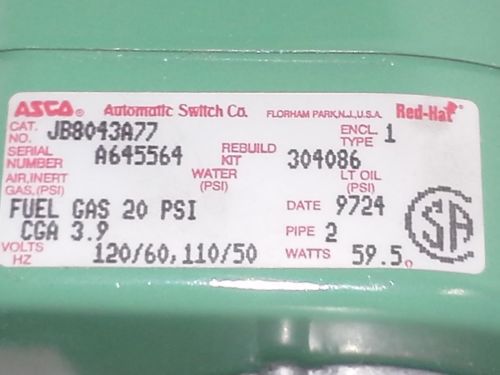 ASCO® Automatic Switch Co. FLORHAM PARK, N.J., U.S.A. Red-Hat®
CAT. NO. JB8043A77 ENCL. TYPE 1
SERIAL NUMBER A645564 REBUILD KIT 304086
AIR, INERT GAS, (PSI) WATER (PSI) LT OIL (PSI)
FUEL GAS 20 PSI DATE 9724
CGA 3.9 PIPE 2
VOLTS HZ 120/60,110/50 WATTS 59.5
SA